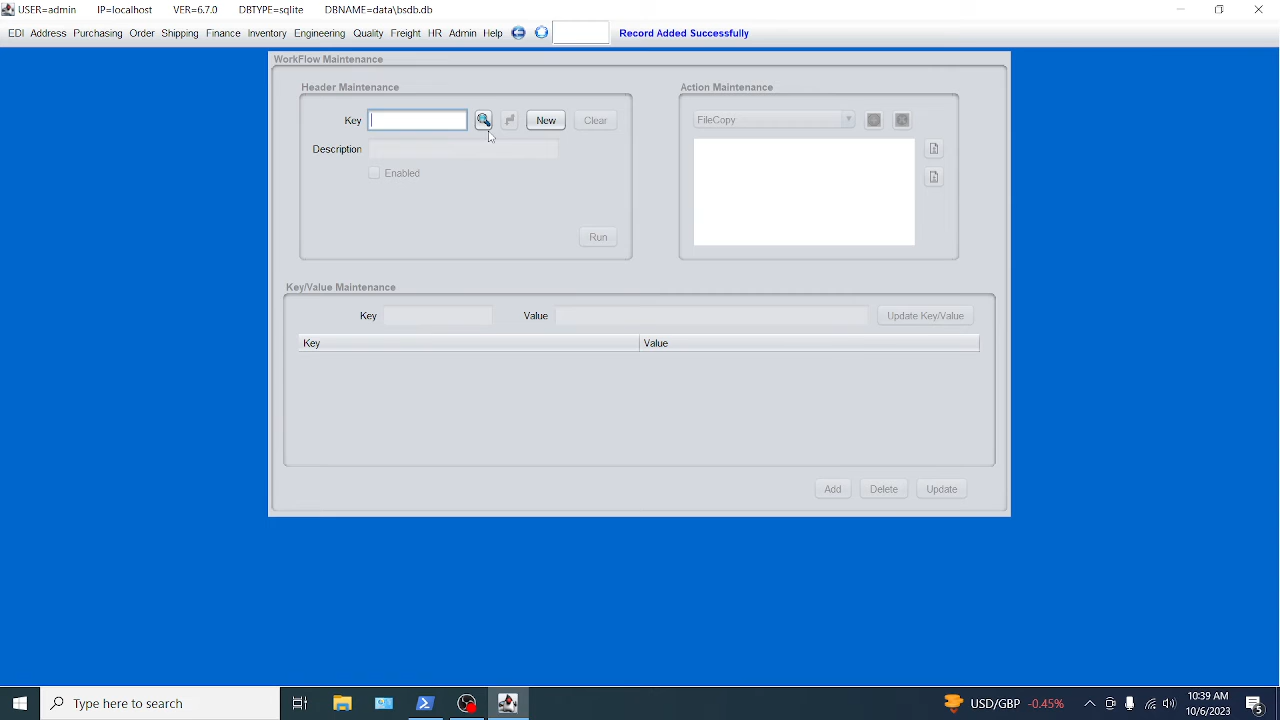 USER=admin IP=localhost VER=6.7.0 DBTYPE=sqlite DBNAME=data\bsdb.db
EDI Address Purchasing Order Shipping Finance Inventory Engineering Quality Freight HR Admin Help Record Added Successfully
WorkFlow Maintenance
Header Maintenance
Key New Clear
Description
Enabled
Run
Action Maintenance
FileCopy
Key/Value Maintenance
Key Value Update Key/Value
Key Value
Add Delete Update
Type here to search USD/GBP -0.45% 10:39 AM
10/6/2023 5